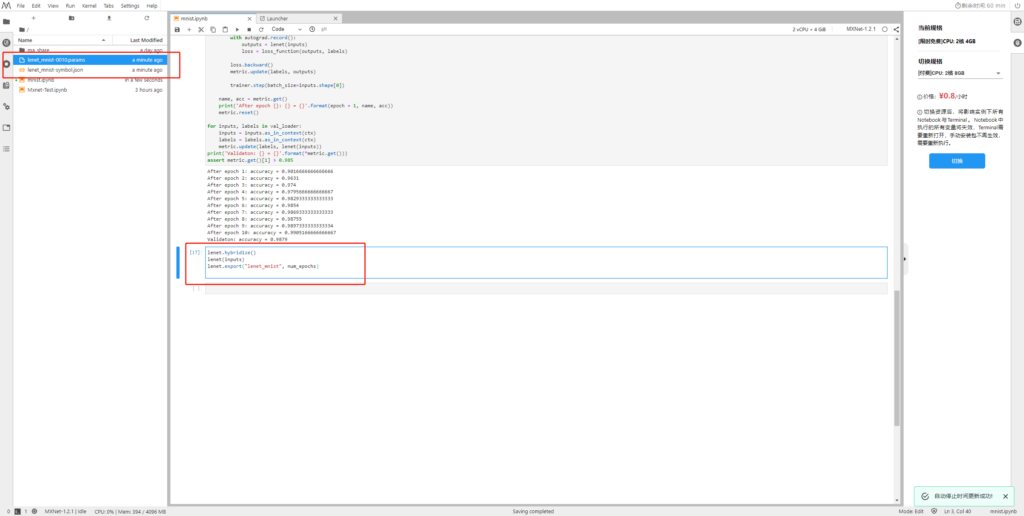 File Edit View Run Kernel Tabs Settings Help
剩余时间 60 min
mnist.ipynb
Launcher
Code
2 vCPU + 4 GiB
MXNet-1.2.1
/
Name
Last Modified
ma_share
a day ago
lenet_mnist-0010.params
a minute ago
lenet_mnist-symbol.json
a minute ago
mnist.ipynb
in a few seconds
Mxnet-Test.ipynb
3 hours ago
with autograd.record():
outputs = lenet(inputs)
loss = loss_function(outputs, labels)
loss.backward()
metric.update(labels, outputs)
trainer.step(batch_size=inputs.shape[0])
name, acc = metric.get()
print('After epoch {}: {} = {}'.format(epoch + 1, name, acc))
metric.reset()
for inputs, labels in val_loader:
inputs = inputs.as_in_context(ctx)
labels = labels.as_in_context(ctx)
metric.update(labels, lenet(inputs))
print('Validaton: {} = {}'.format(*metric.get()))
assert metric.get()[1] > 0.985
After epoch 1: accuracy = 0.9016666666666666
After epoch 2: accuracy = 0.9631
After epoch 3: accuracy = 0.974
After epoch 4: accuracy = 0.9795666666666667
After epoch 5: accuracy = 0.9829333333333333
After epoch 6: accuracy = 0.9854
After epoch 7: accuracy = 0.9869333333333333
After epoch 8: accuracy = 0.98755
After epoch 9: accuracy = 0.9897333333333334
After epoch 10: accuracy = 0.9909166666666667
Validaton: accuracy = 0.9879
[17]
lenet.hybridize()
lenet(inputs)
lenet.export("lenet_mnist", num_epochs)
[ ]:
当前规格
[限时免费]CPU: 2核 4GB
切换规格
[付费]CPU: 2核 8GB
价格: ¥0.8/小时
切换资源后，将影响实例下所有
Notebook与Terminal。Notebook中
执行的所有变量将失效，Terminal需
要重新打开，手动安装包不再生效，
需要重新执行。
切换
自动停止时间更新成功!
0 1 MXNet-1.2.1 | Idle
CPU: 0% | Mem: 394 / 4096 MB
Saving completed
Mode: Edit
Ln 3, Col 40
mnist.ipynb